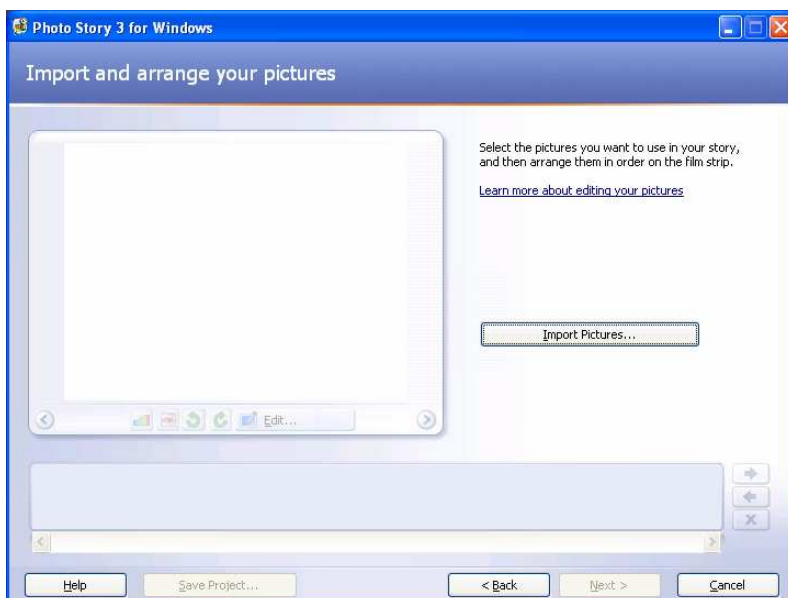 Photo Story 3 for Windows
Import and arrange your pictures
Select the pictures you want to use in your story,
and then arrange them in order on the film strip.
Learn more about editing your pictures
Import Pictures...
Edit...
Help
Save Project...
< Back
Next >
Cancel